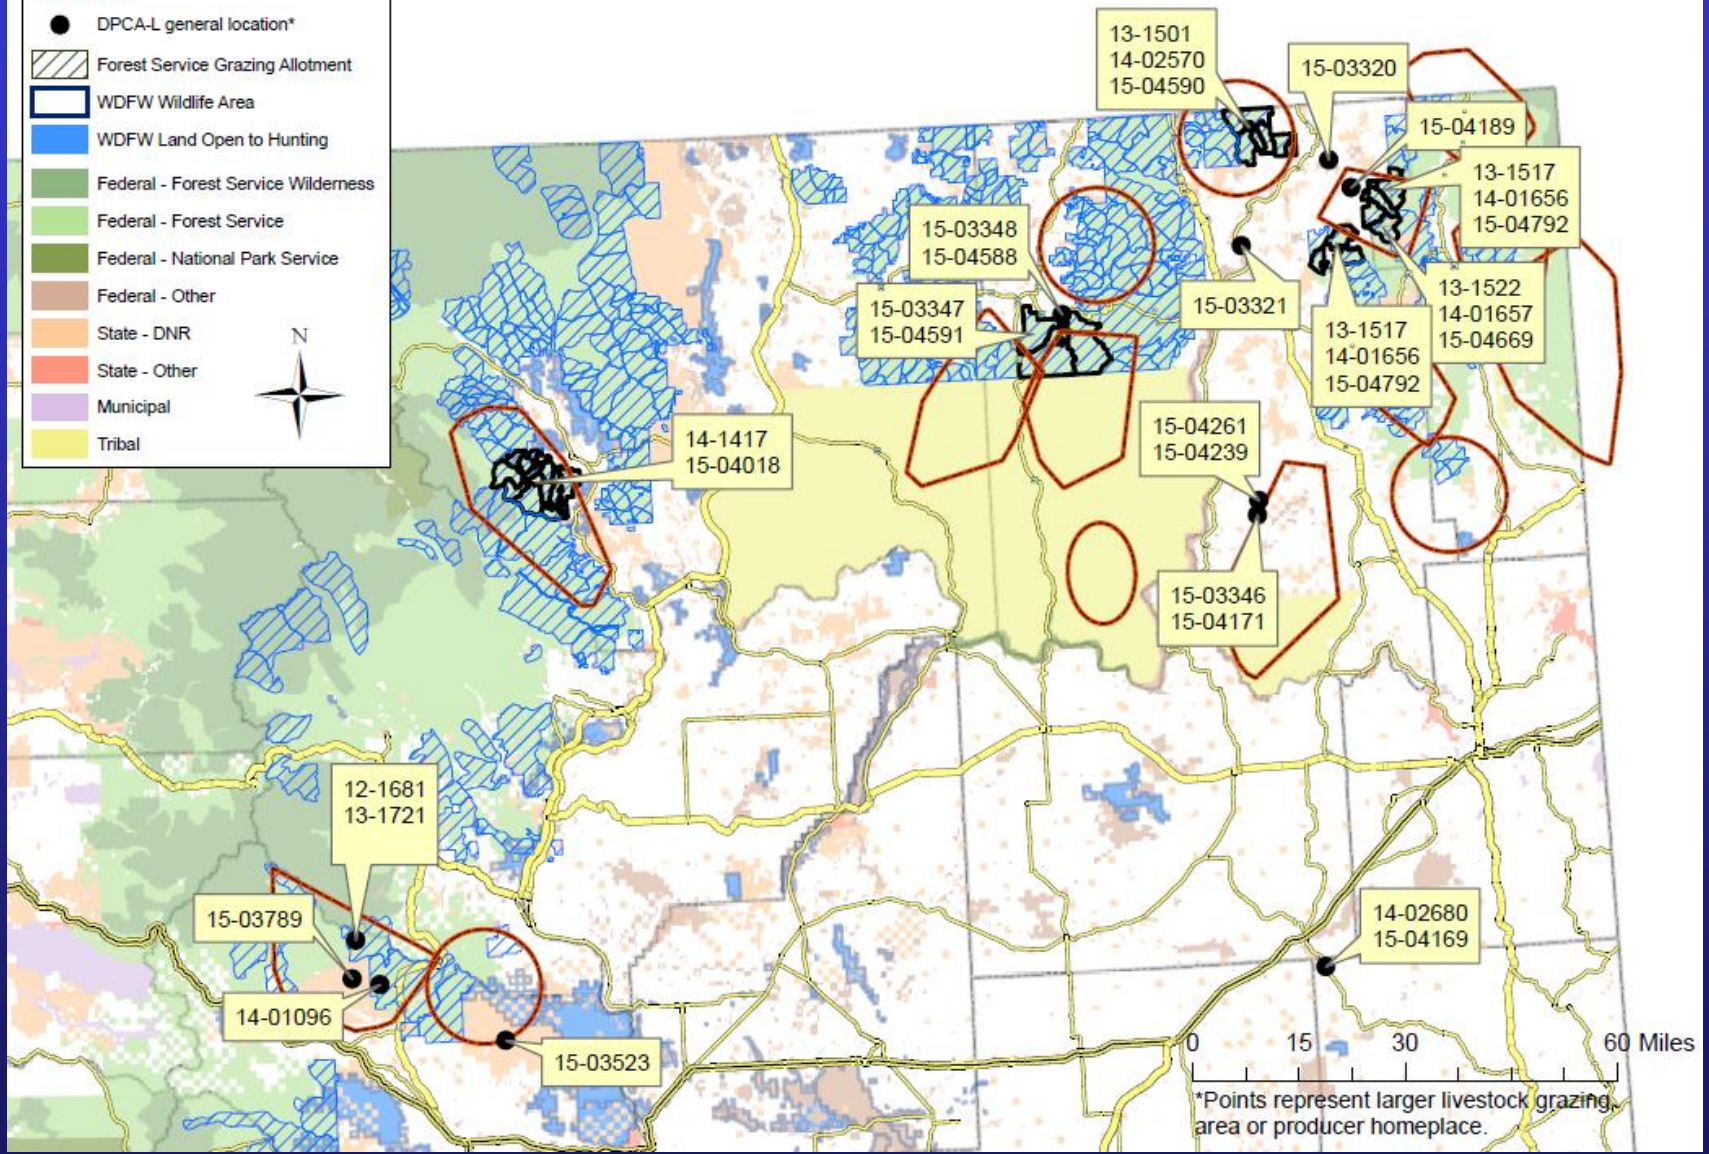 DPCA-L general location*
Forest Service Grazing Allotment
WDFW Wildlife Area
WDFW Land Open to Hunting
Federal - Forest Service Wilderness
Federal - Forest Service
Federal - National Park Service
Federal - Other
State - DNR
State - Other
Municipal
Tribal
N
13-1501
14-02570
15-04590
15-03320
15-04189
13-1517
14-01656
15-04792
15-03348
15-04588
15-03347
15-04591
15-03321
13-1522
14-01657
15-04669
13-1517
14-01656
15-04792
14-1417
15-04018
15-04261
15-04239
15-03346
15-04171
12-1681
13-1721
15-03789
14-01096
15-03523
14-02680
15-04169
0 15 30 60 Miles
*Points represent larger livestock grazing
area or producer homeplace.